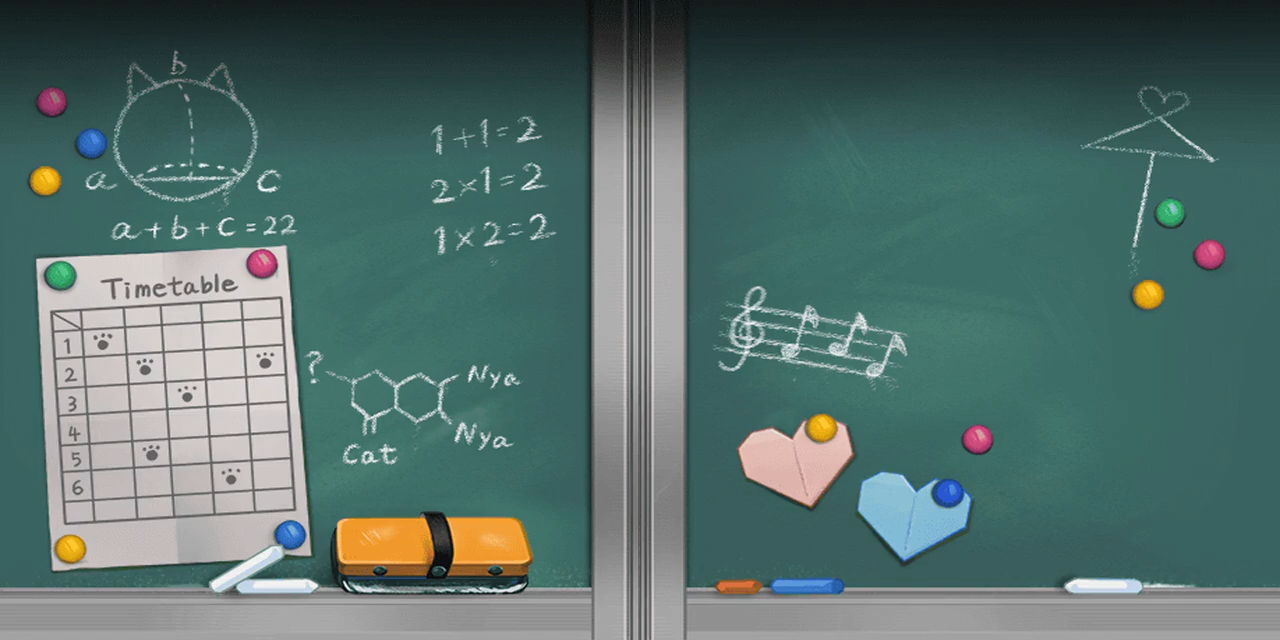 b
a
c
a+b+c=22
1+1=2
2×1=2
1×2=2
Timetable
1
2
3
4
5
6
?
Nya
Nya
Cat